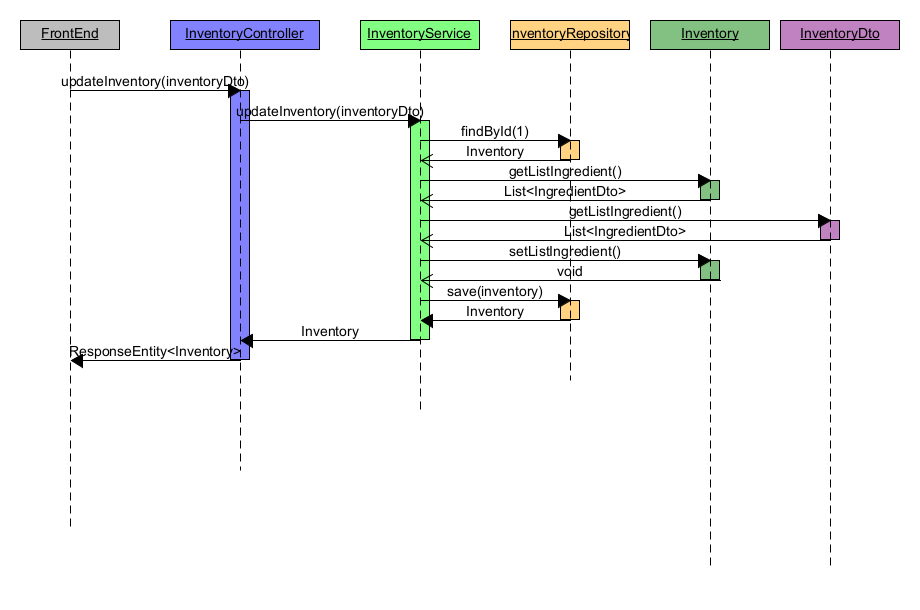 FrontEnd
InventoryController
InventoryService
InventoryRepository
Inventory
InventoryDto
updateInventory(inventoryDto)
updateInventory(inventoryDto)
findById(1)
Inventory
getListIngredient()
List<IngredientDto>
getListIngredient()
List<IngredientDto>
setListIngredient()
void
save(inventory)
Inventory
Inventory
ResponseEntity<Inventory>